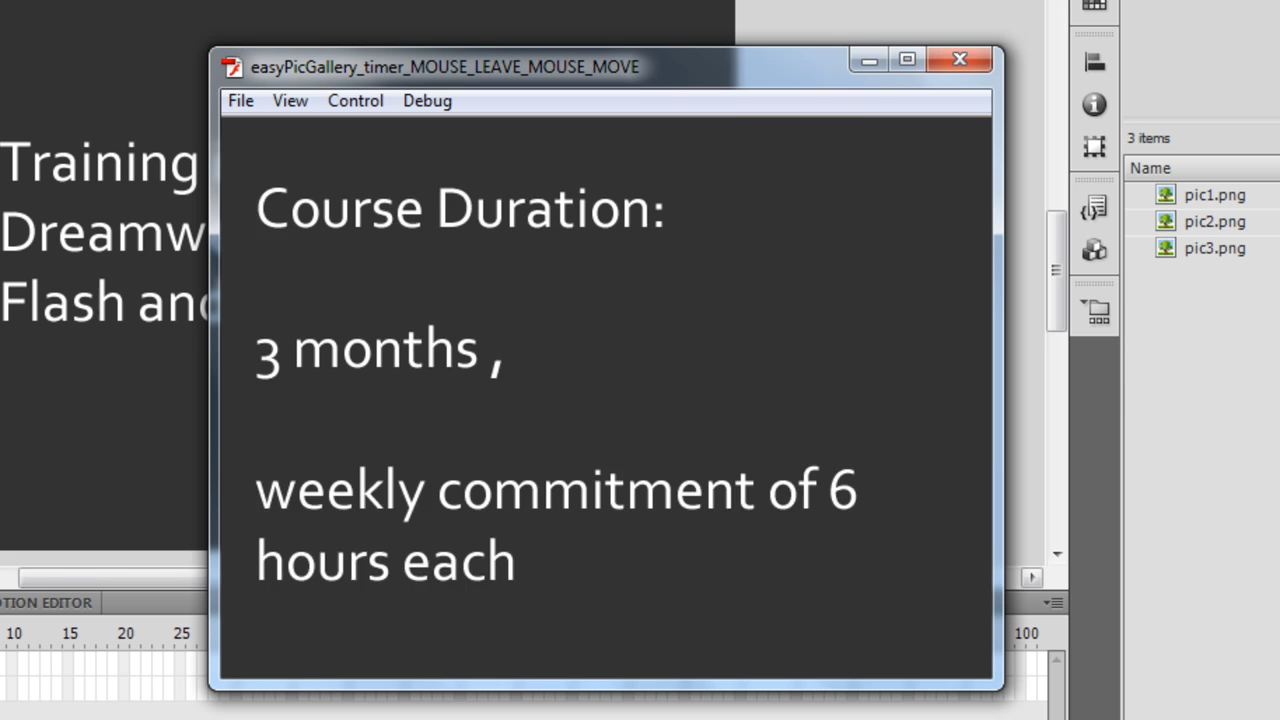 easyPicGallery_timer_MOUSE_LEAVE_MOUSE_MOVE
File View Control Debug
Training
Dreamw
Flash and
Course Duration:
3 months ,
weekly commitment of 6
hours each
3 items
Name
pic1.png
pic2.png
pic3.png
OTION EDITOR
10 15 20 25 100